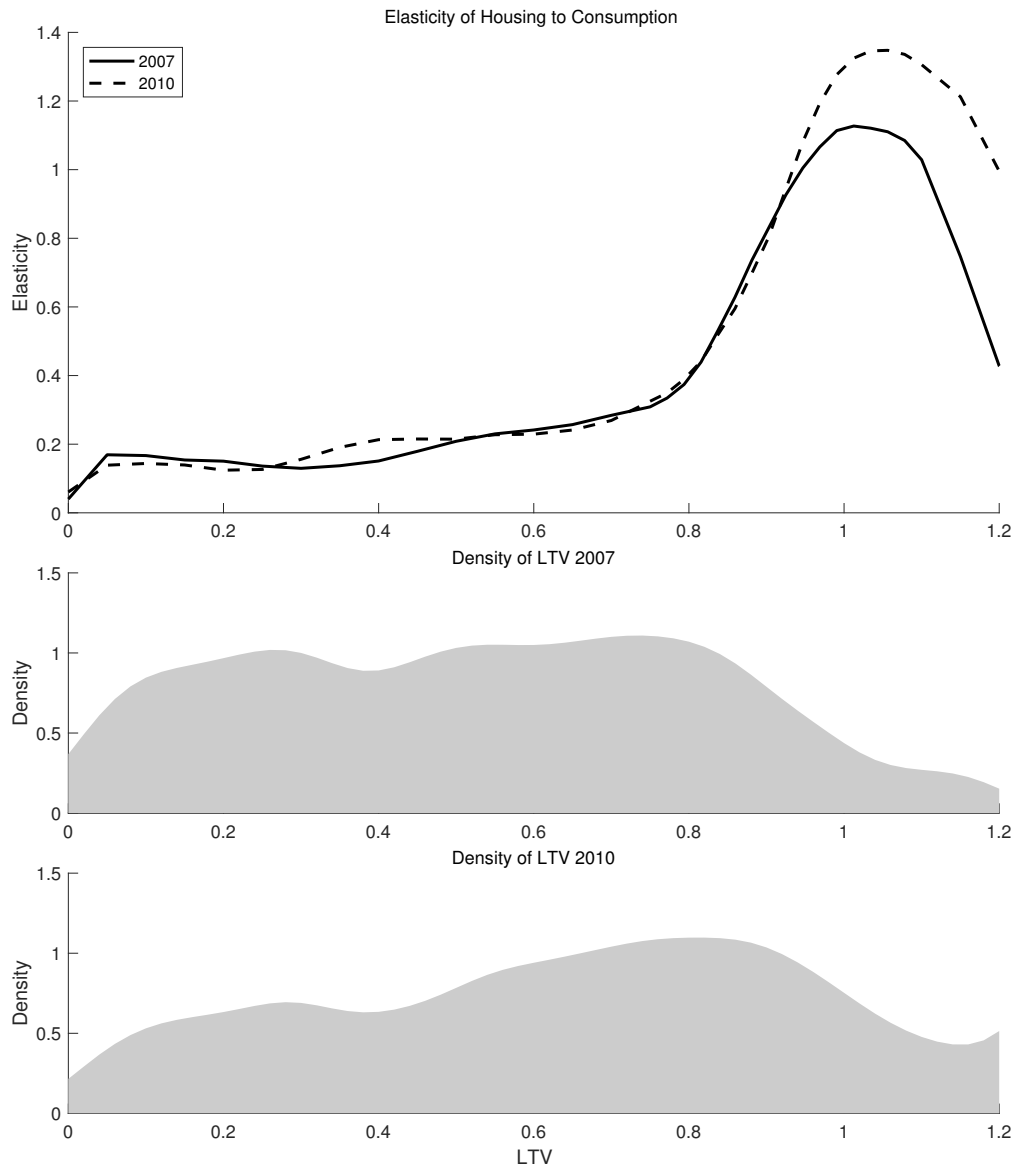 Elasticity of Housing to Consumption
1.4
1.2
1
0.8
0.6
0.4
0.2
0
Elasticity
2007
2010
0 0.2 0.4 0.6 0.8 1 1.2
Density of LTV 2007
1.5
1
0.5
0
Density
0 0.2 0.4 0.6 0.8 1 1.2
Density of LTV 2010
1.5
1
0.5
0
Density
0 0.2 0.4 0.6 0.8 1 1.2
LTV